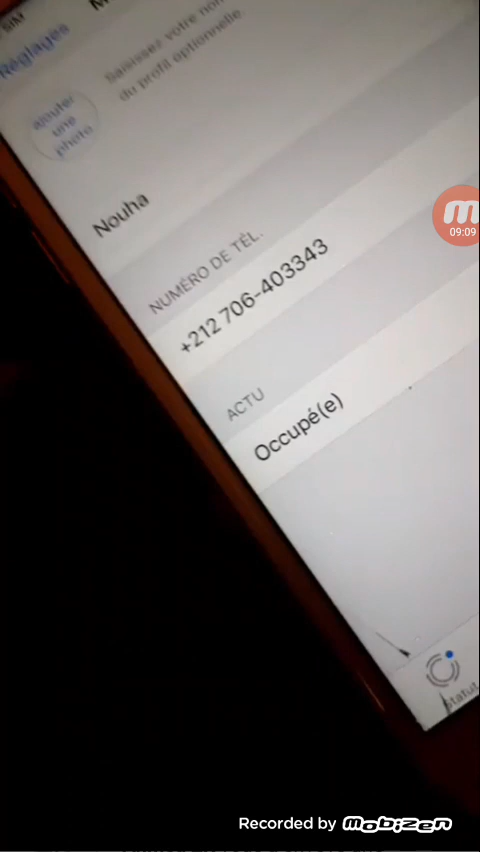 SIM
Réglages
Saisissez votre nom
du profil optionnelle.
ajouter
une
photo
Nouha
NUMÉRO DE TÉL.
+212 706-403343
ACTU
Occupé(e)
Statut
09:09
Recorded by mobizen